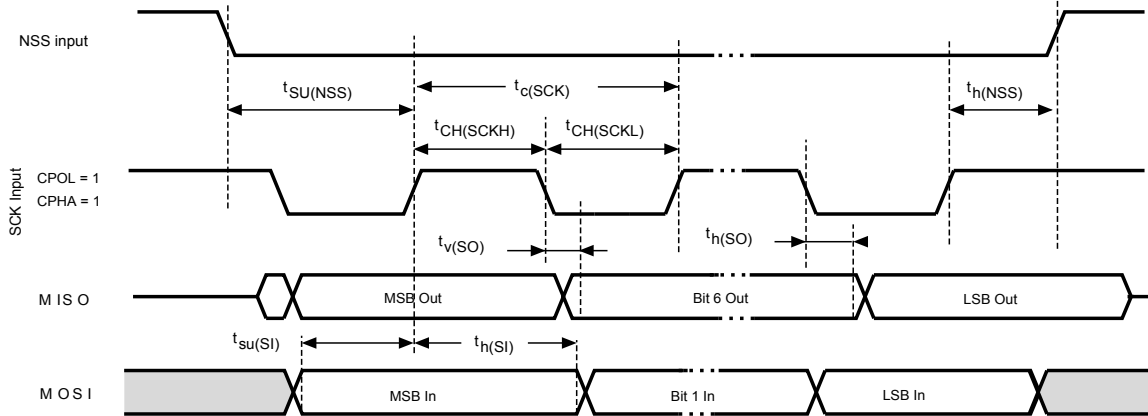 NSS input
tSU(NSS)
tc(SCK)
th(NSS)
tCH(SCKH)
tCH(SCKL)
SCK Input
CPOL = 1
CPHA = 1
tv(SO)
th(SO)
MISO
MSB Out
Bit 6 Out
LSB Out
tsu(SI)
th(SI)
MOSI
MSB In
Bit 1 In
LSB In